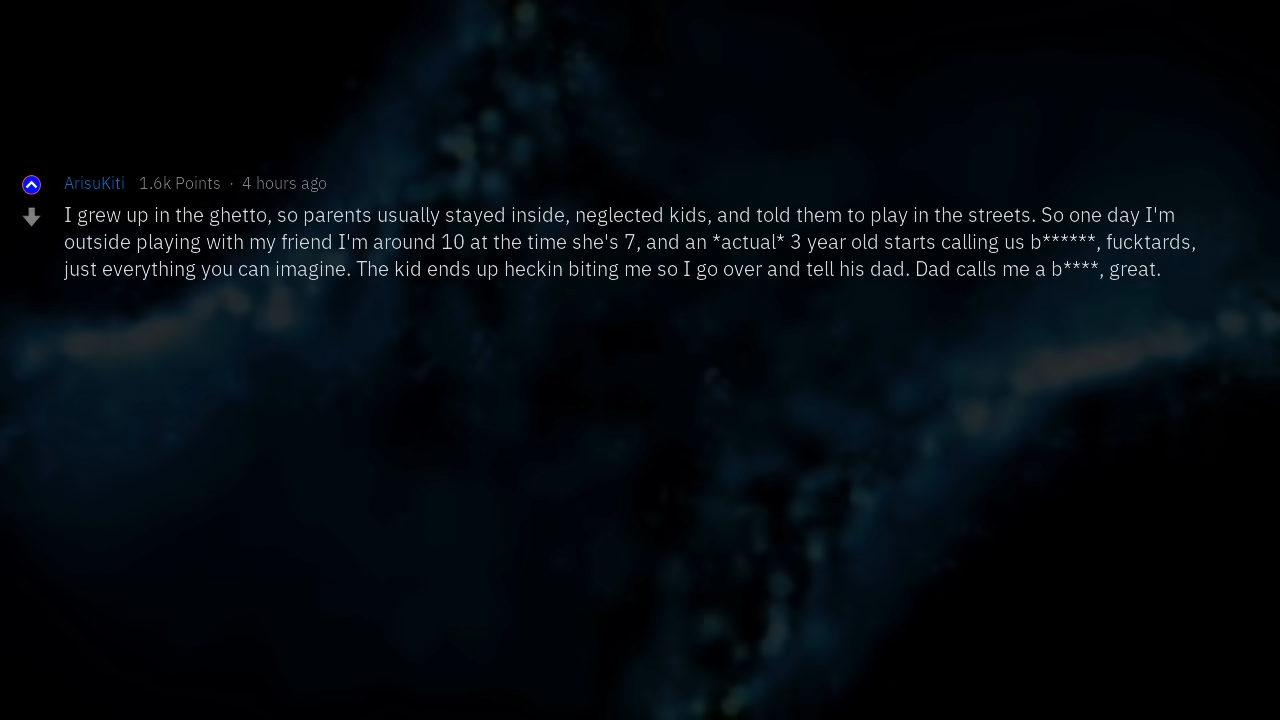 ArisuKiti 1.6k Points · 4 hours ago
I grew up in the ghetto, so parents usually stayed inside, neglected kids, and told them to play in the streets. So one day I'm
outside playing with my friend I'm around 10 at the time she's 7, and an *actual* 3 year old starts calling us b******, fucktards,
just everything you can imagine. The kid ends up heckin biting me so I go over and tell his dad. Dad calls me a b****, great.